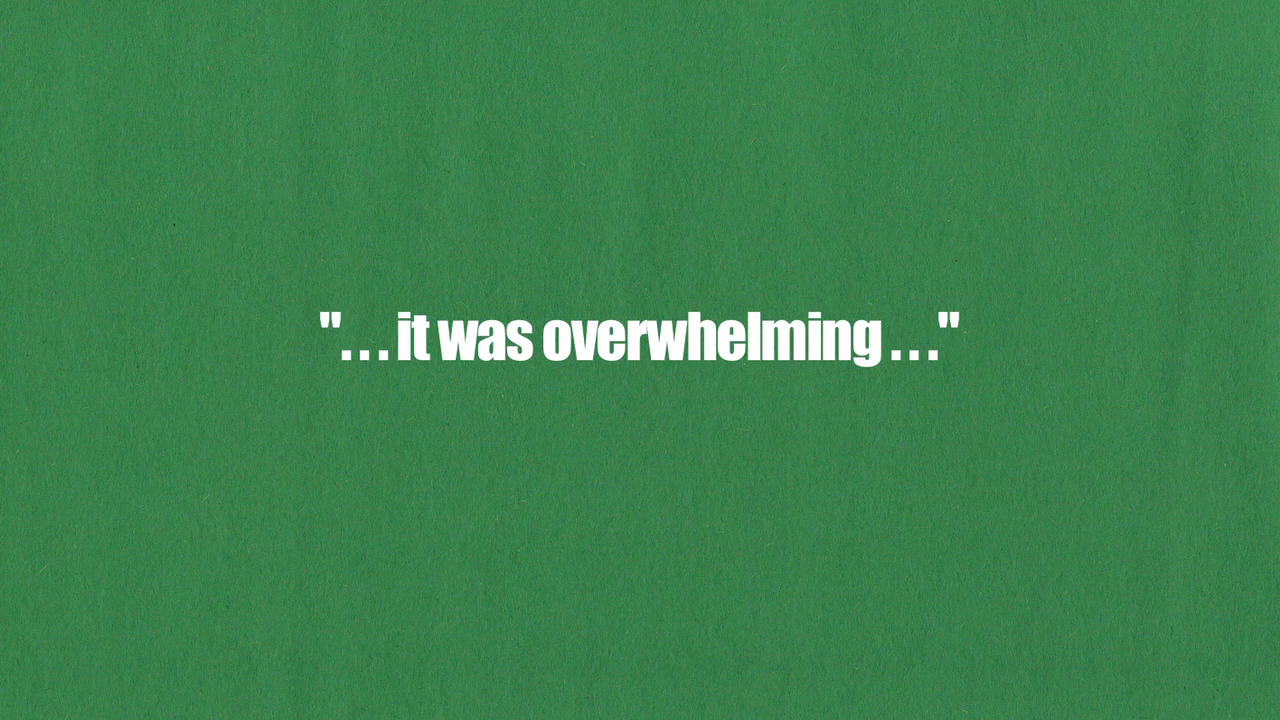 ". . . it was overwhelming . . ."